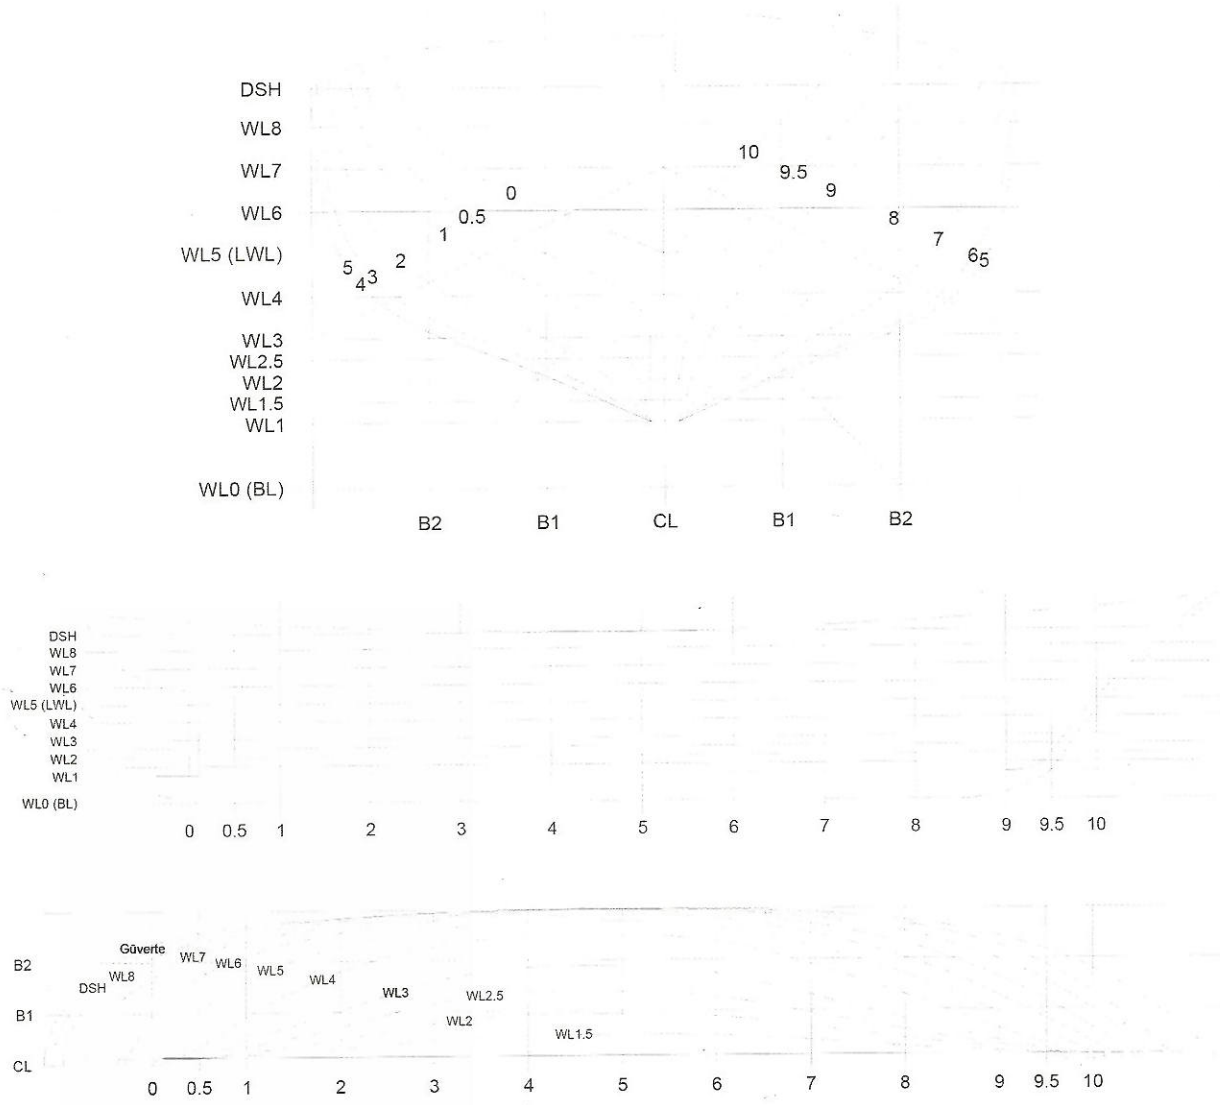 DSH
WL8
10
WL7
9.5
0
9
WL6
0.5
8
1
7
WL5 (LWL)
2
6
5
5
3
4
WL4
WL3
WL2.5
WL2
WL1.5
WL1
WL0 (BL)
B2 B1 CL B1 B2
DSH
WL8
WL7
WL6
WL5 (LWL)
WL4
WL3
WL2
WL1
WL0 (BL)
0 0.5 1 2 3 4 5 6 7 8 9 9.5 10
Güverte
WL7
WL6
B2
WL5
WL8
WL4
DSH
WL3
WL2.5
B1
WL2
WL1.5
CL
0 0.5 1 2 3 4 5 6 7 8 9 9.5 10